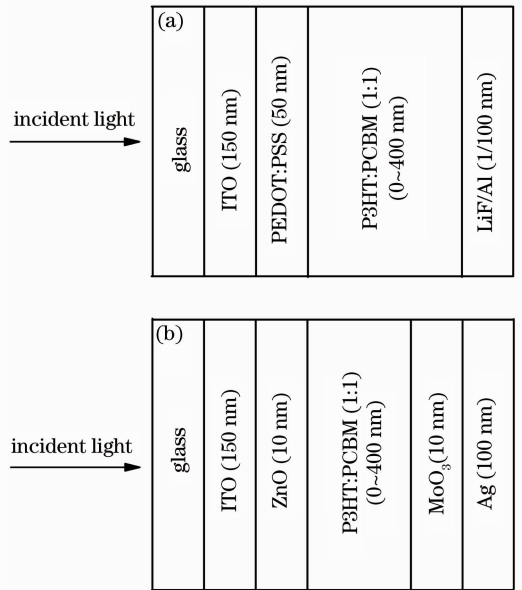 (a)
incident light
glass
ITO (150 nm)
PEDOT:PSS (50 nm)
P3HT:PCBM (1:1)
(0~400 nm)
LiF/Al (1/100 nm)
(b)
incident light
glass
ITO (150 nm)
ZnO (10 nm)
P3HT:PCBM (1:1)
(0~400 nm)
MoO₃(10 nm)
Ag (100 nm)